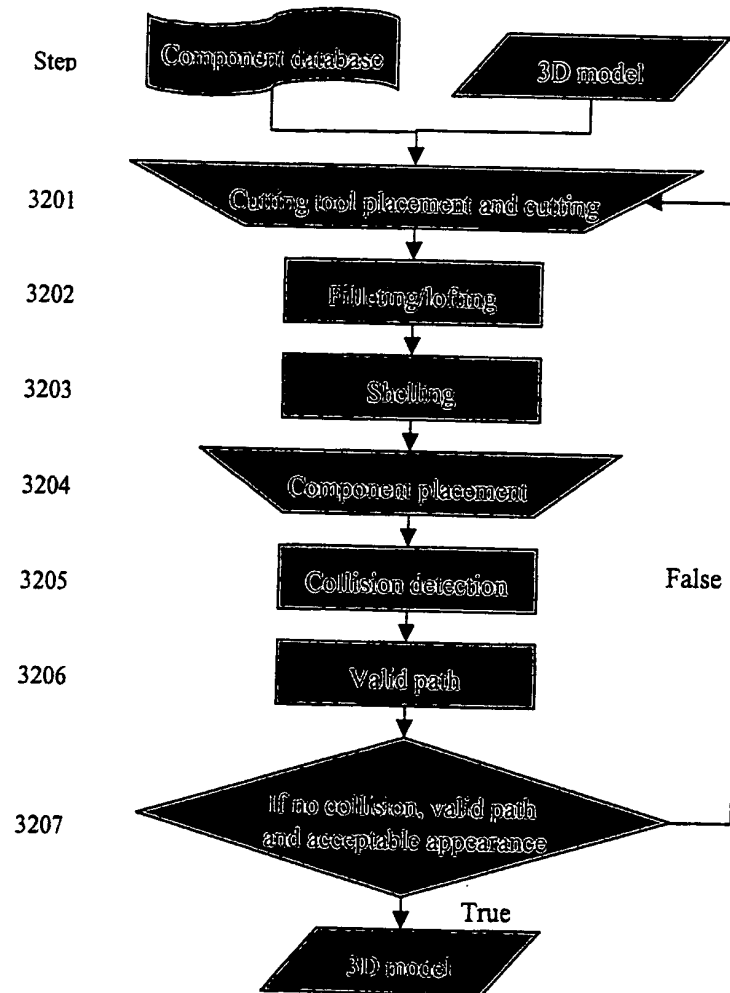 Step
Component database
3D model
3201
Cutting tool placement and cutting
3202
Filleting/lofting
3203
Shelling
3204
Component placement
3205
Collision detection
False
3206
Valid path
3207
If no collision, valid path
and acceptable appearance
True
3D model